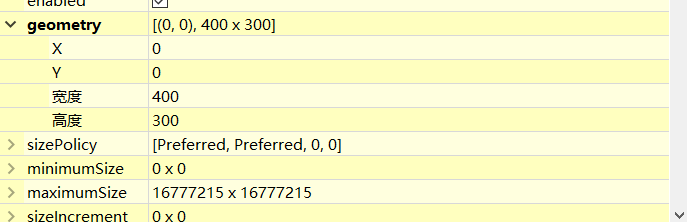 enabled
geometry [(0, 0), 400 x 300]
X 0
Y 0
宽度 400
高度 300
sizePolicy [Preferred, Preferred, 0, 0]
minimumSize 0 x 0
maximumSize 16777215 x 16777215
sizeIncrement 0 x 0